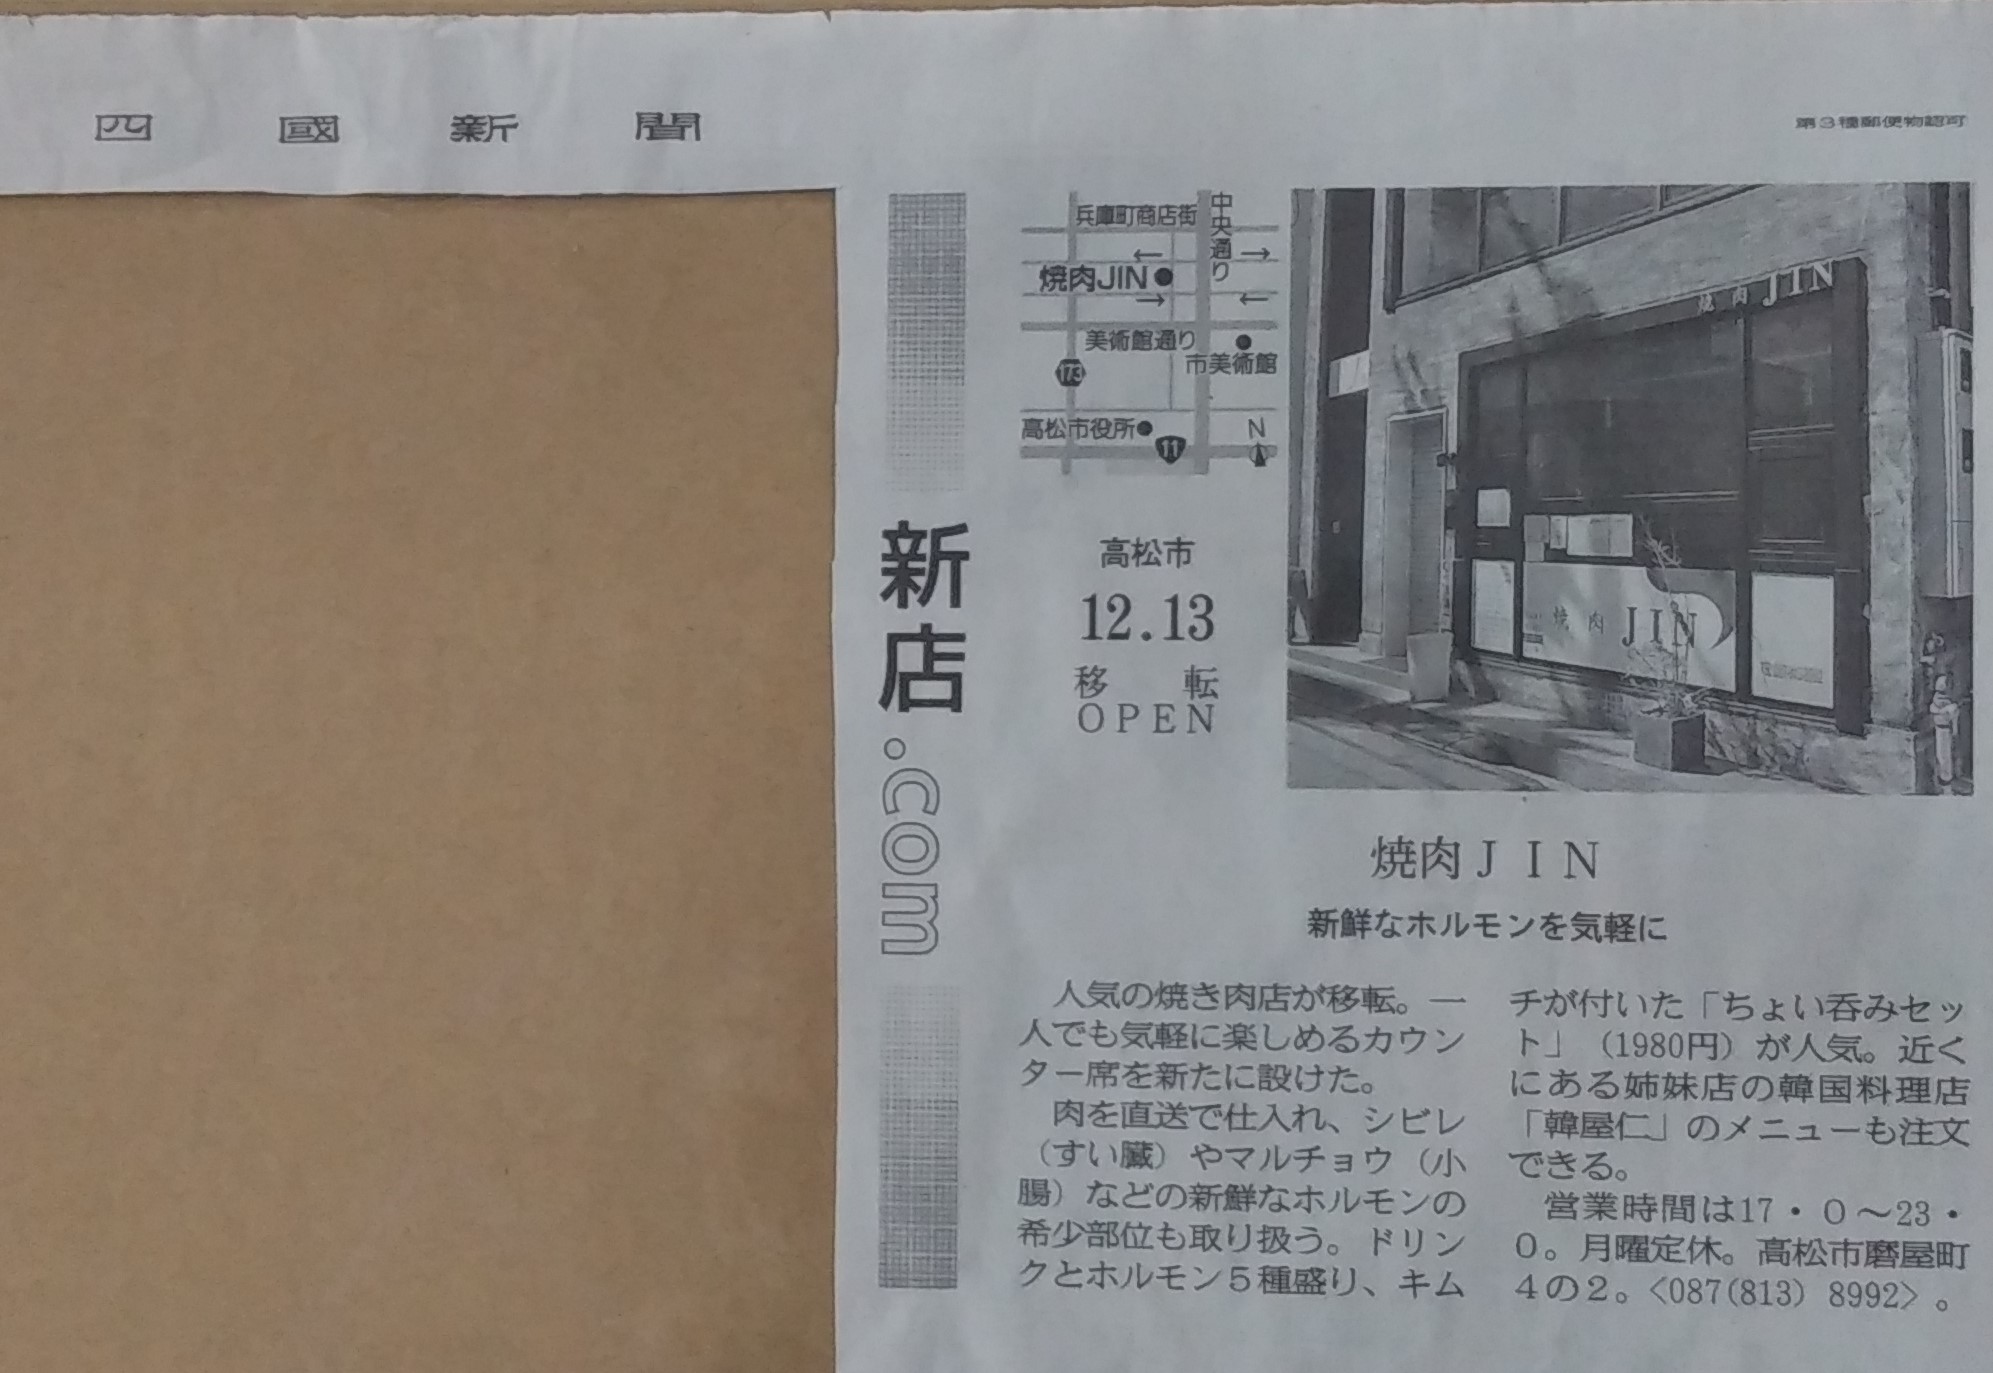 四國新聞
第3種郵便物認可
新店.com
兵庫町商店街
中央通り
←
→
焼肉JIN
→
←
美術館通り
市美術館
173
高松市役所
11
N
高松市
12.13
移転
OPEN
焼肉 JIN
焼肉 JIN
焼肉JIN
新鮮なホルモンを気軽に
人気の焼き肉店が移転。一
人でも気軽に楽しめるカウン
ター席を新たに設けた。
肉を直送で仕入れ、シビレ
(すい臓)やマルチョウ(小
腸)などの新鮮なホルモンの
希少部位も取り扱う。ドリン
クとホルモン5種盛り、キム
チが付いた「ちょい呑みセッ
ト」(1980円)が人気。近く
にある姉妹店の韓国料理店
「韓屋仁」のメニューも注文
できる。
営業時間は17・0～23・
0。月曜定休。高松市磨屋町
4の2。<087(813)8992>。